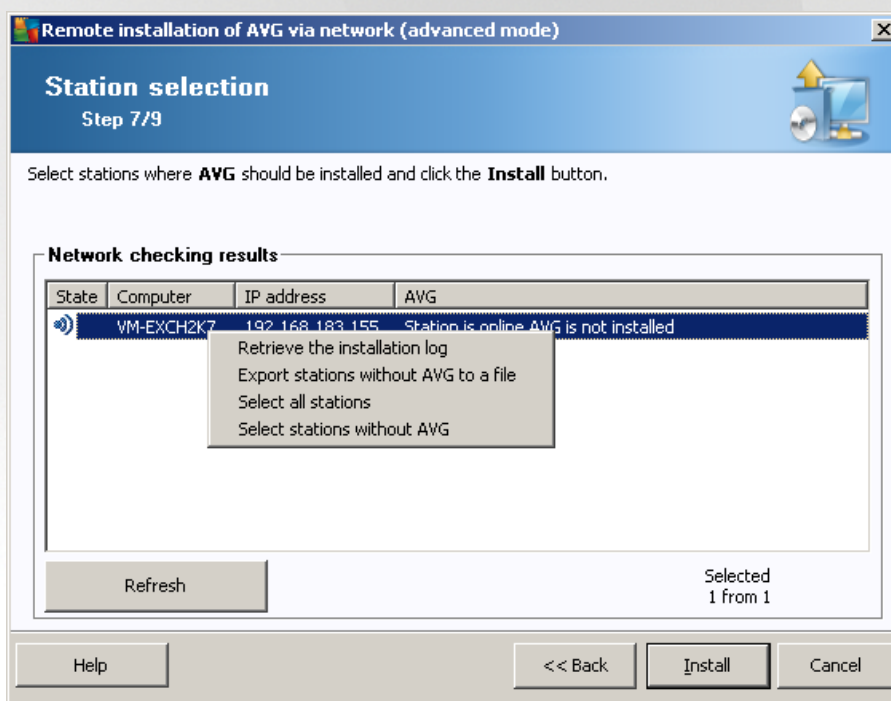 Remote installation of AVG via network (advanced mode)
Station selection
Step 7/9
Select stations where AVG should be installed and click the Install button.
Network checking results
State Computer IP address AVG
VM-EXCH2K7 192.168.183.155 Station is online AVG is not installed
Retrieve the installation log
Export stations without AVG to a file
Select all stations
Select stations without AVG
Refresh
Selected
1 from 1
Help << Back Install Cancel